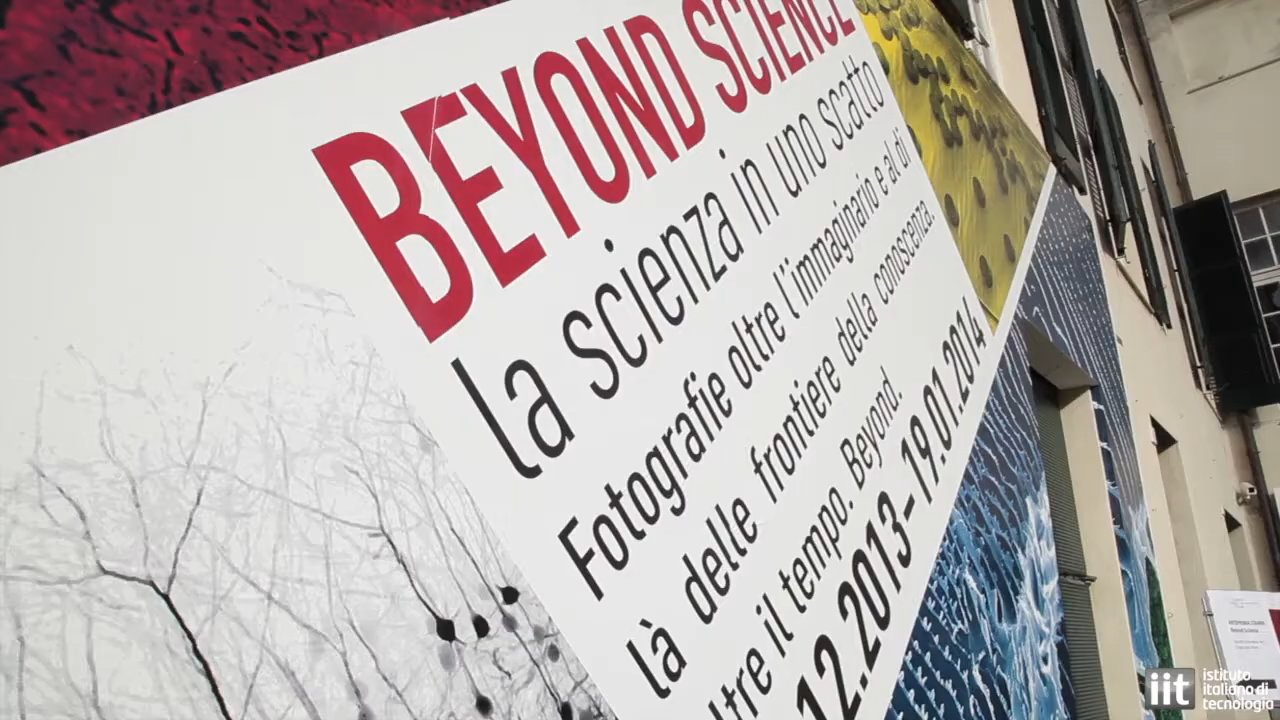 BEYOND SCIENCE
la scienza in uno scatto
Fotografie oltre l'immaginario e al di
là delle frontiere della conoscenza.
ltre il tempo. Beyond.
12.2013-19.01.2014
iit istituto
italiano di
tecnologia